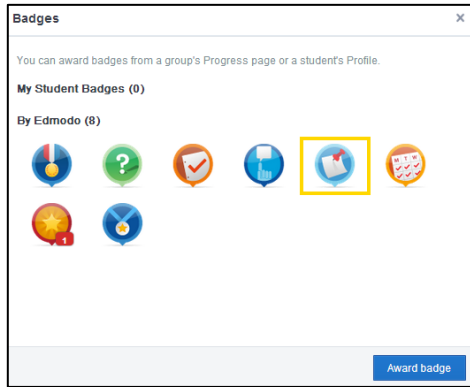 Badges ×
You can award badges from a group's Progress page or a student's Profile.
My Student Badges (0)
By Edmodo (8)
?
M T W
1
Award badge